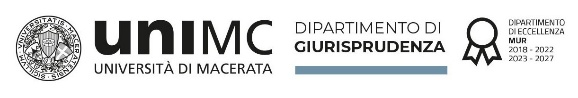 uniMC
UNIVERSITÀ DI MACERATA
DIPARTIMENTO DI
GIURISPRUDENZA
DIPARTIMENTO
DI ECCELLENZA
MUR
2018 - 2022
2023 - 2027